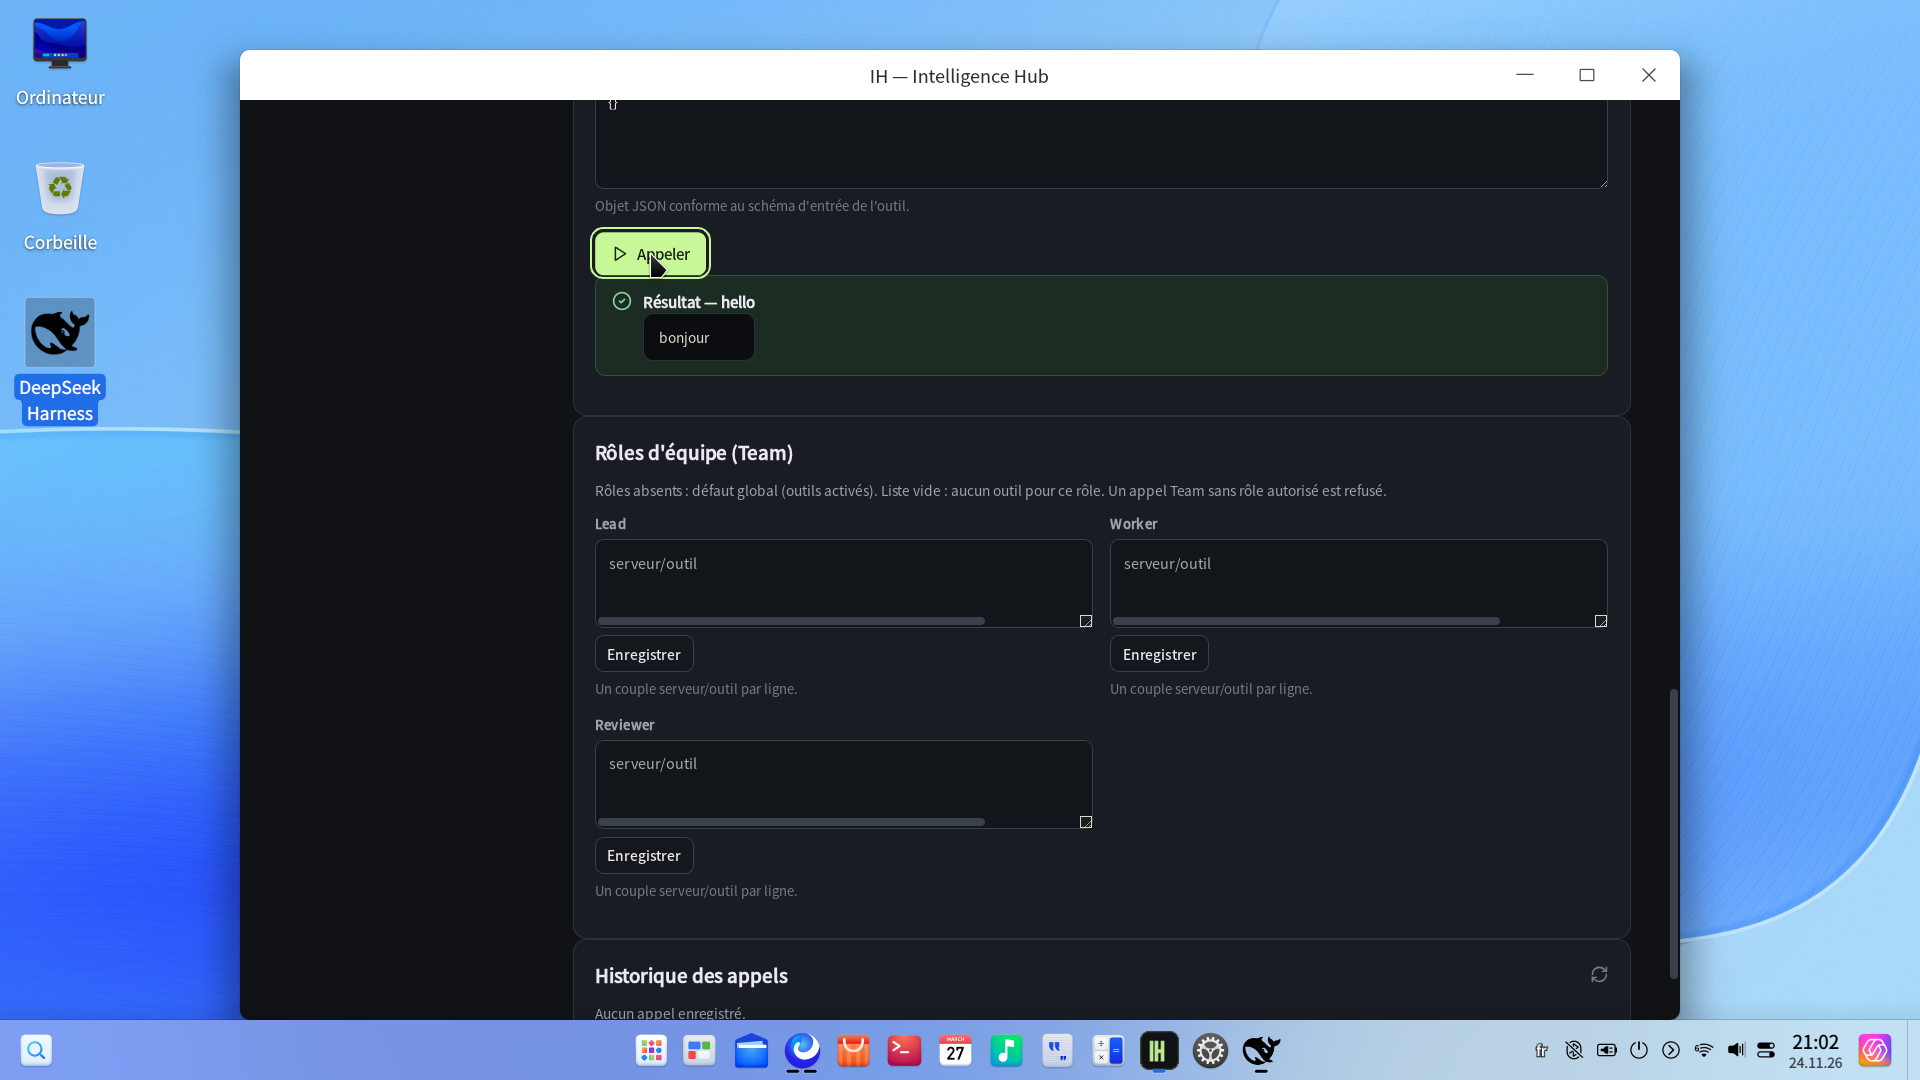 Ordinateur
Corbeille
DeepSeek
Harness
IH — Intelligence Hub
{}
Objet JSON conforme au schéma d'entrée de l'outil.
Appeler
Résultat — hello
bonjour
Rôles d'équipe (Team)
Rôles absents : défaut global (outils activés). Liste vide : aucun outil pour ce rôle. Un appel Team sans rôle autorisé est refusé.
Lead
Worker
serveur/outil
serveur/outil
Enregistrer
Enregistrer
Un couple serveur/outil par ligne.
Un couple serveur/outil par ligne.
Reviewer
serveur/outil
Enregistrer
Un couple serveur/outil par ligne.
Historique des appels
Aucun appel enregistré.
MARCH
27
IH
fr
21:02
24.11.26